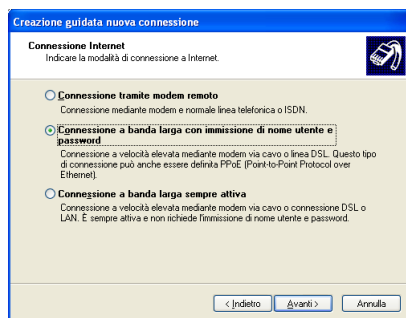 Creazione guidata nuova connessione
Connessione Internet
Indicare la modalità di connessione a Internet.
Connessione tramite modem remoto
Connessione mediante modem e normale linea telefonica o ISDN.
Connessione a banda larga con immissione di nome utente e
password
Connessione a velocità elevata mediante modem via cavo o linea DSL. Questo tipo
di connessione può anche essere definita PPoE (Point-to-Point Protocol over
Ethernet).
Connessione a banda larga sempre attiva
Connessione a velocità elevata mediante modem via cavo o connessione DSL o
LAN. È sempre attiva e non richiede l'immissione di nome utente e password.
< Indietro
Avanti >
Annulla